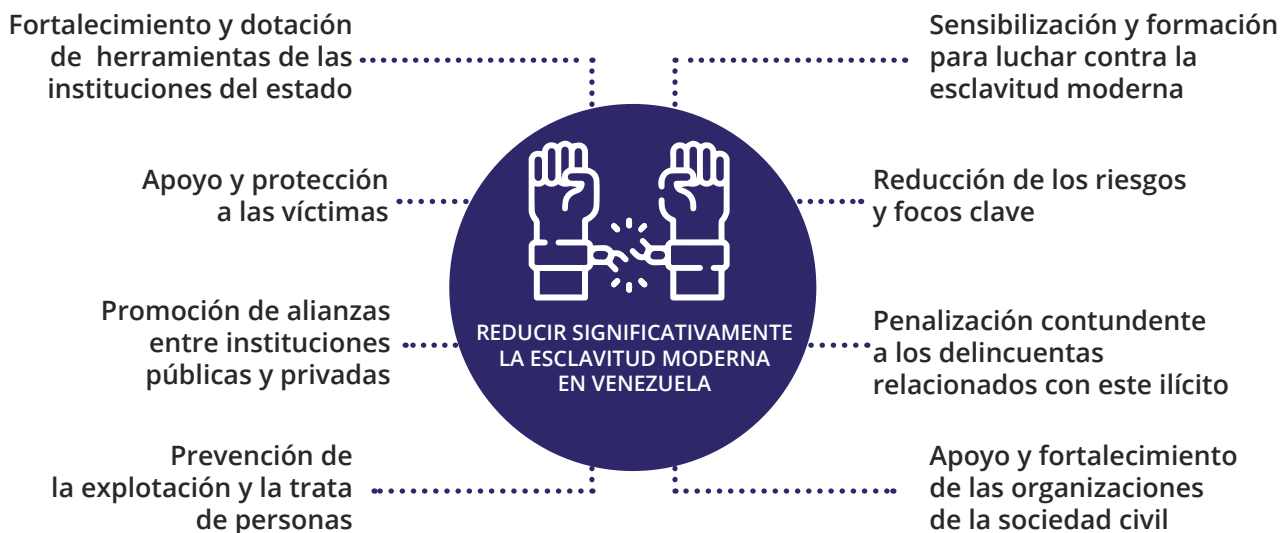 Fortalecimiento y dotación
de herramientas de las
instituciones del estado
Apoyo y protección
a las víctimas
Promoción de alianzas
entre instituciones
públicas y privadas
Prevención de
la explotación y la trata
de personas
REDUCIR SIGNIFICATIVAMENTE
LA ESCLAVITUD MODERNA
EN VENEZUELA
Sensibilización y formación
para luchar contra la
esclavitud moderna
Reducción de los riesgos
y focos clave
Penalización contundente
a los delincuentes
relacionados con este ilícito
Apoyo y fortalecimiento
de las organizaciones
de la sociedad civil